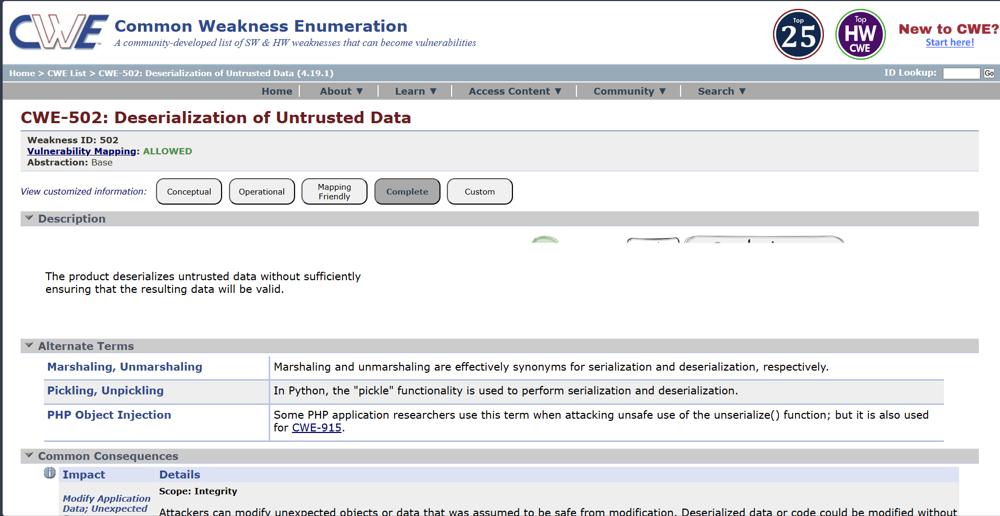 CWE
Common Weakness Enumeration
A community-developed list of SW & HW weaknesses that can become vulnerabilities
Top
25
Top
HW
CWE
New to CWE?
Start here!
Home > CWE List > CWE-502: Deserialization of Untrusted Data (4.19.1)
ID Lookup:
Go
Home
About ▼
Learn ▼
Access Content ▼
Community ▼
Search ▼
CWE-502: Deserialization of Untrusted Data
Weakness ID: 502
Vulnerability Mapping: ALLOWED
Abstraction: Base
View customized information:
Conceptual
Operational
Mapping
Friendly
Complete
Custom
Description
The product deserializes untrusted data without sufficiently
ensuring that the resulting data will be valid.
Alternate Terms
Marshaling, Unmarshaling
Marshaling and unmarshaling are effectively synonyms for serialization and deserialization, respectively.
Pickling, Unpickling
In Python, the "pickle" functionality is used to perform serialization and deserialization.
PHP Object Injection
Some PHP application researchers use this term when attacking unsafe use of the unserialize() function; but it is also used
for CWE-915.
Common Consequences
Impact
Details
Modify Application
Data; Unexpected
Scope: Integrity
Attackers can modify unexpected objects or data that was assumed to be safe from modification. Deserialized data or code could be modified without